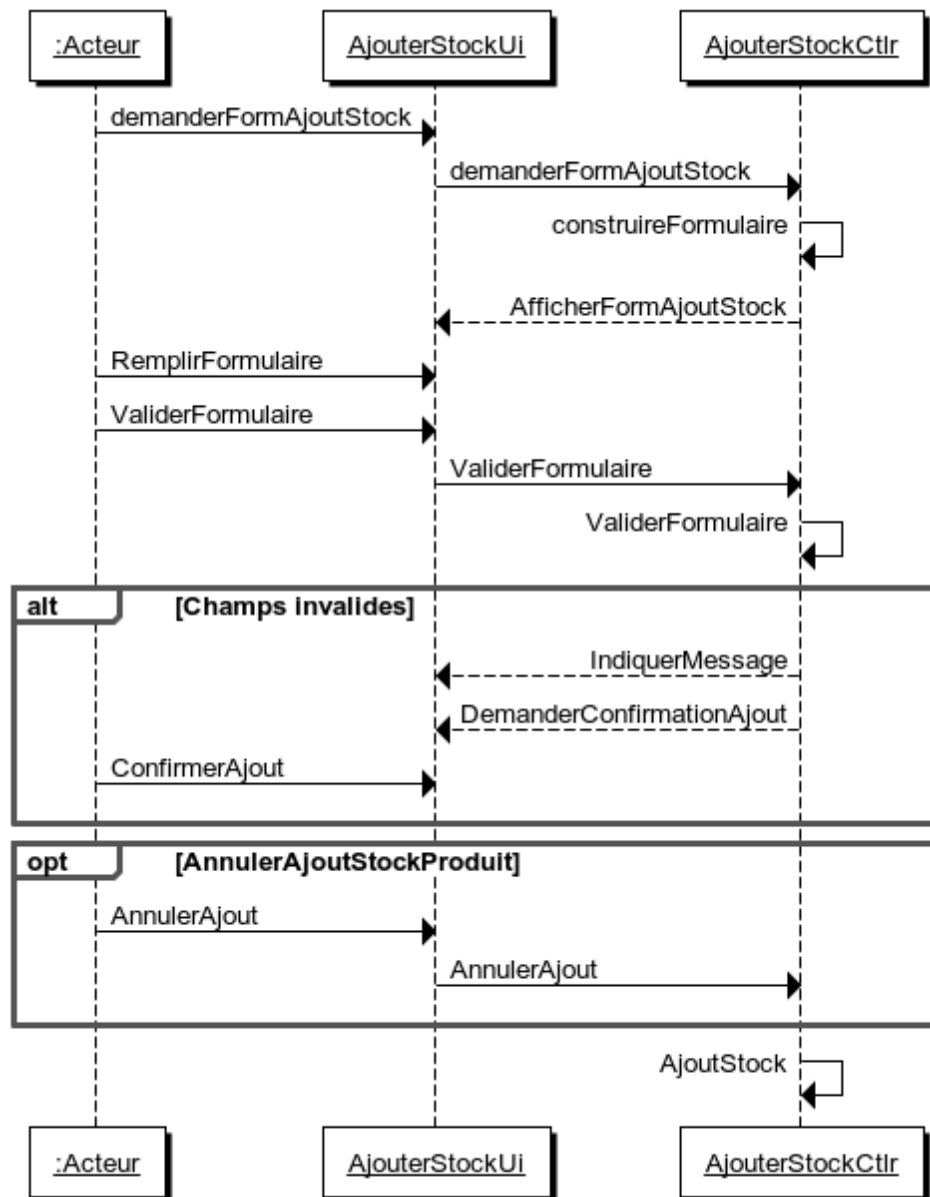 :Acteur
AjouterStockUi
AjouterStockCtlr
demanderFormAjoutStock
demanderFormAjoutStock
construireFormulaire
AfficherFormAjoutStock
RemplirFormulaire
ValiderFormulaire
ValiderFormulaire
ValiderFormulaire
alt [Champs invalides]
IndiquerMessage
DemanderConfirmationAjout
ConfirmerAjout
opt [AnnulerAjoutStockProduit]
AnnulerAjout
AnnulerAjout
AjoutStock
:Acteur
AjouterStockUi
AjouterStockCtlr